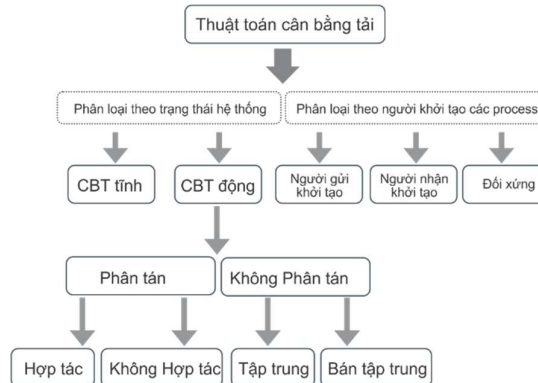 Thuật toán cân bằng tải
Phân loại theo trạng thái hệ thống
Phân loại theo người khởi tạo các process
CBT tĩnh
CBT động
Người gửi
khởi tạo
Người nhận
khởi tạo
Đối xứng
Phân tán
Không Phân tán
Hợp tác
Không Hợp tác
Tập trung
Bán tập trung